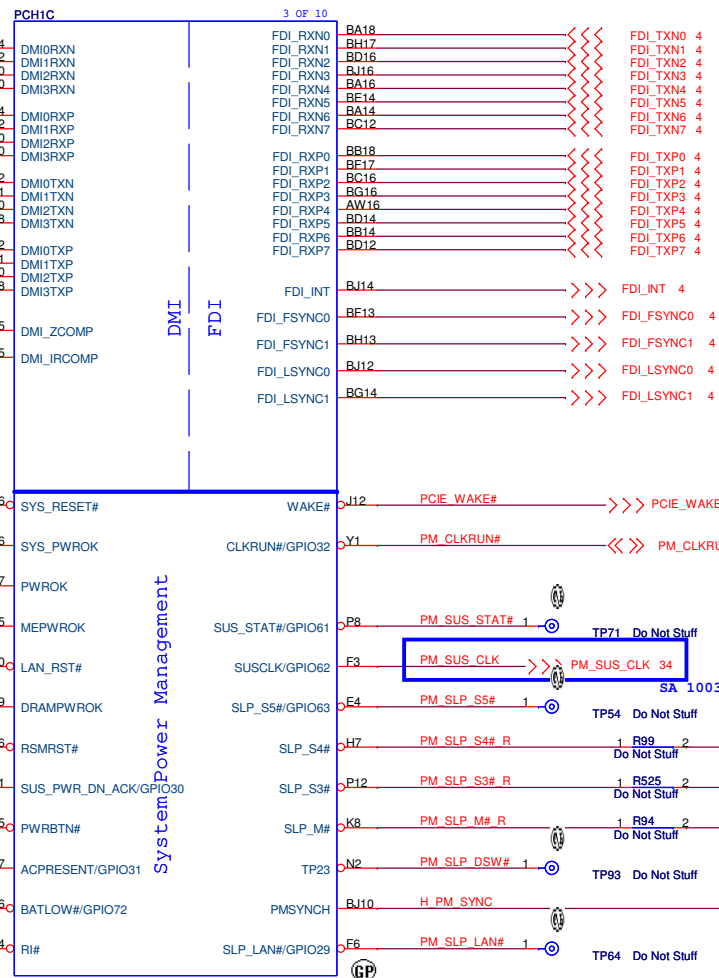 PCH1C 3 OF 10
FDI_RXN0 BA18 FDI_TXN0 4
DMI0RXN FDI_RXN1 BH17 FDI_TXN1 4
DMI1RXN FDI_RXN2 BD16 FDI_TXN2 4
DMI2RXN FDI_RXN3 BJ16 FDI_TXN3 4
DMI3RXN FDI_RXN4 BA16 FDI_TXN4 4
FDI_RXN5 BE14 FDI_TXN5 4
DMI0RXP FDI_RXN6 BA14 FDI_TXN6 4
DMI1RXP FDI_RXN7 BC12 FDI_TXN7 4
DMI2RXP
DMI3RXP FDI_RXP0 BB18 FDI_TXP0 4
FDI_RXP1 BF17 FDI_TXP1 4
DMI0TXN FDI_RXP2 BC16 FDI_TXP2 4
DMI1TXN FDI_RXP3 BG16 FDI_TXP3 4
DMI2TXN FDI_RXP4 AW16 FDI_TXP4 4
DMI3TXN FDI_RXP5 BD14 FDI_TXP5 4
FDI_RXP6 BB14 FDI_TXP6 4
DMI0TXP FDI_RXP7 BD12 FDI_TXP7 4
DMI1TXP
DMI2TXP
DMI3TXP FDI_INT BJ14 FDI_INT 4
DMI FDI
FDI_FSYNC0 BF13 FDI_FSYNC0 4
DMI_ZCOMP
FDI_FSYNC1 BH13 FDI_FSYNC1 4
DMI_IRCOMP
FDI_LSYNC0 BJ12 FDI_LSYNC0 4
FDI_LSYNC1 BG14 FDI_LSYNC1 4
SYS_RESET# WAKE# J12 PCIE_WAKE# PCIE_WAKE
SYS_PWROK CLKRUN#/GPIO32 Y1 PM_CLKRUN# PM_CLKRU
PWROK
MEPWROK SUS_STAT#/GPIO61 P8 PM_SUS_STAT# 1 TP71 Do Not Stuff
LAN_RST# SUSCLK/GPIO62 F3 PM_SUS_CLK PM_SUS_CLK 34
SA 1003
DRAMPWROK SLP_S5#/GPIO63 E4 PM_SLP_S5# 1 TP54 Do Not Stuff
RSMRST# SLP_S4# H7 PM_SLP_S4#_R 1 R99 2
Do Not Stuff
SUS_PWR_DN_ACK/GPIO30 SLP_S3# P12 PM_SLP_S3#_R 1 R525 2
Do Not Stuff
PWRBTN# SLP_M# K8 PM_SLP_M#_R 1 R94 2
Do Not Stuff
ACPRESENT/GPIO31 TP23 N2 PM_SLP_DSW# 1 TP93 Do Not Stuff
BATLOW#/GPIO72 PMSYNCH BJ10 H_PM_SYNC
RI# SLP_LAN#/GPIO29 F6 PM_SLP_LAN# 1 TP64 Do Not Stuff
System Power Management
GP